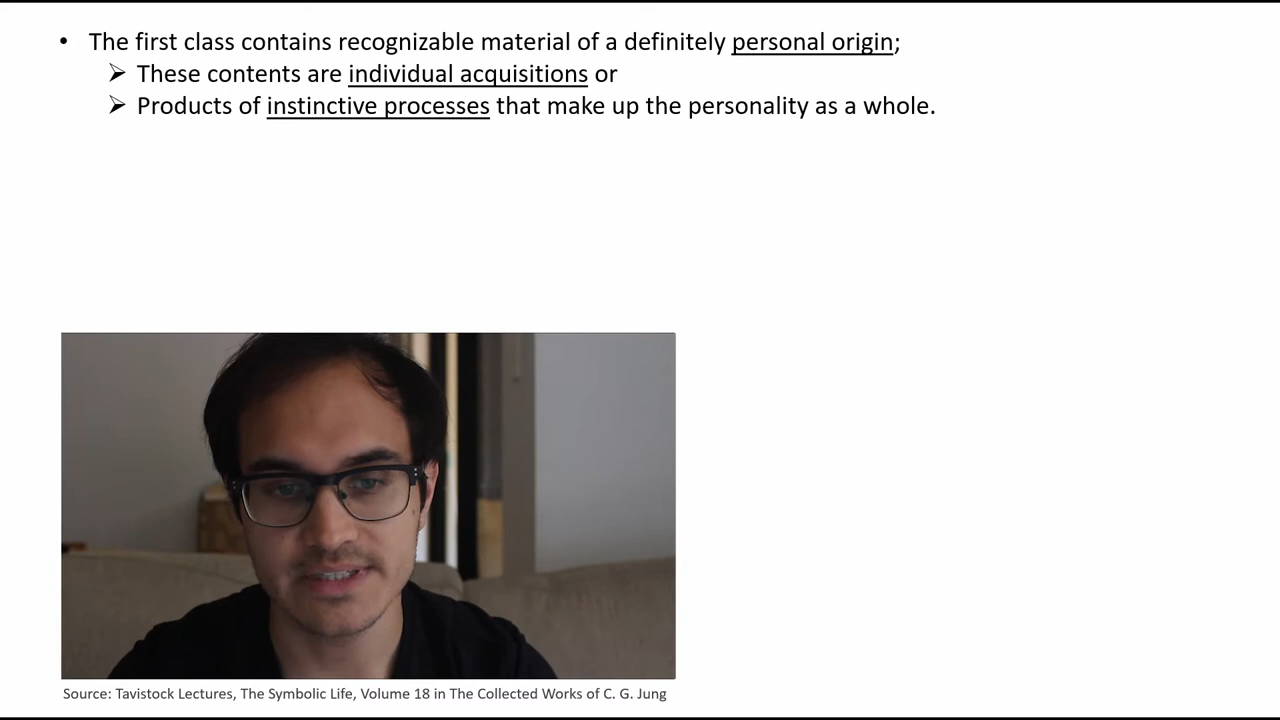 • The first class contains recognizable material of a definitely personal origin;
➢ These contents are individual acquisitions or
➢ Products of instinctive processes that make up the personality as a whole.
Source: Tavistock Lectures, The Symbolic Life, Volume 18 in The Collected Works of C. G. Jung